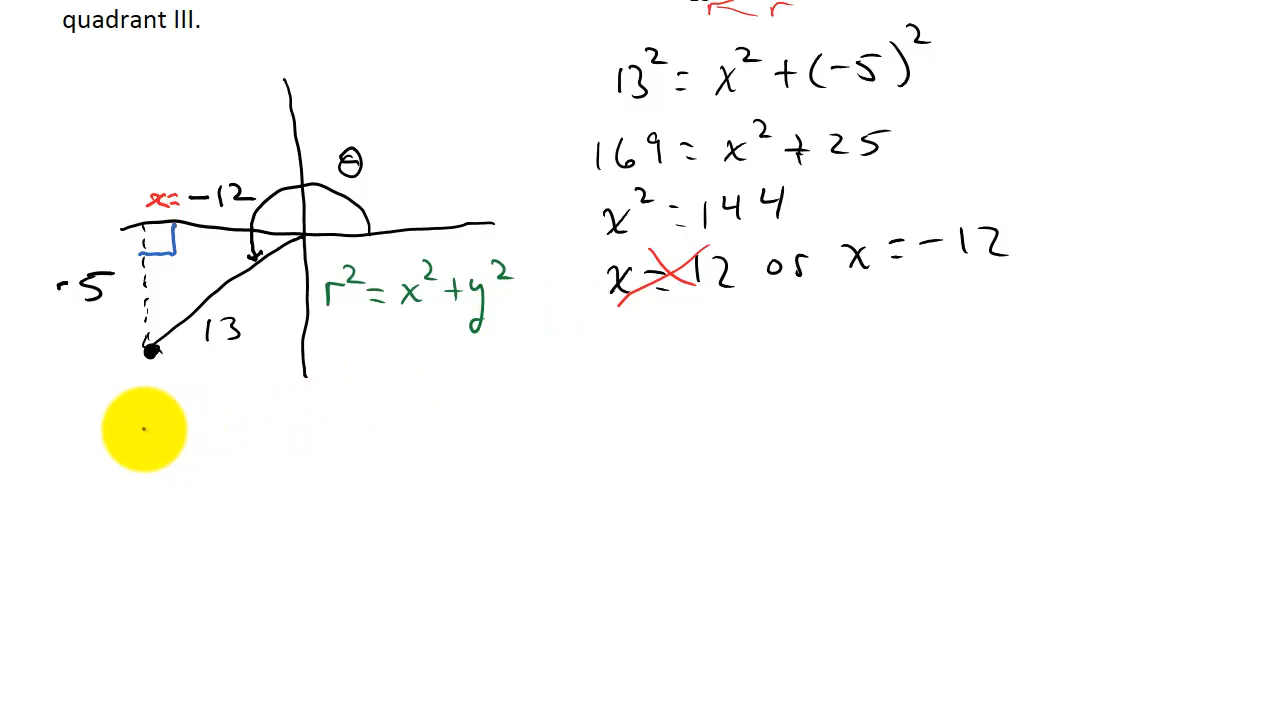 quadrant III.
r
13² = x² + (-5)²
169 = x² + 25
x² = 144
x = 12 or x = -12
θ
x= -12
-5
13
r² = x² + y²